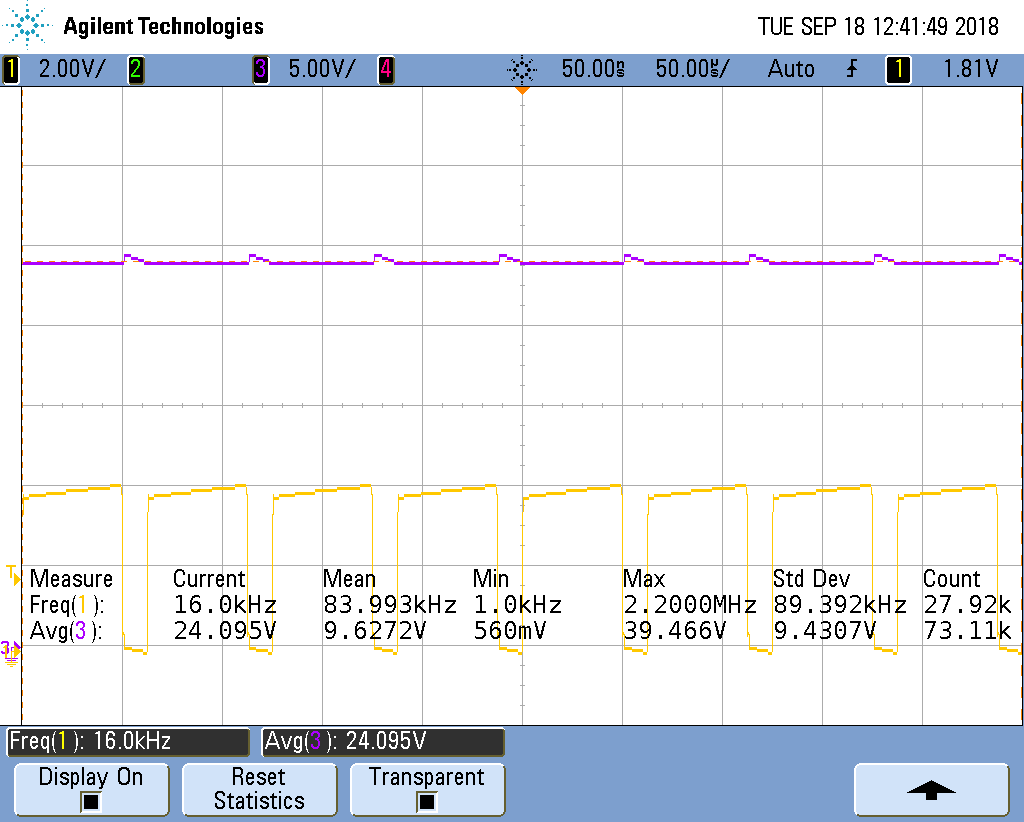 Agilent Technologies TUE SEP 18 12:41:49 2018
1 2.00V/ 2 3 5.00V/ 4 50.00s 50.00s/ Auto 1 1.81V
T
3
Measure Current Mean Min Max Std Dev Count
Freq(1): 16.0kHz 83.993kHz 1.0kHz 2.2000MHz 89.392kHz 27.92k
Avg(3): 24.095V 9.6272V 560mV 39.466V 9.4307V 73.11k
Freq(1): 16.0kHz Avg(3): 24.095V
Display On Reset Statistics Transparent